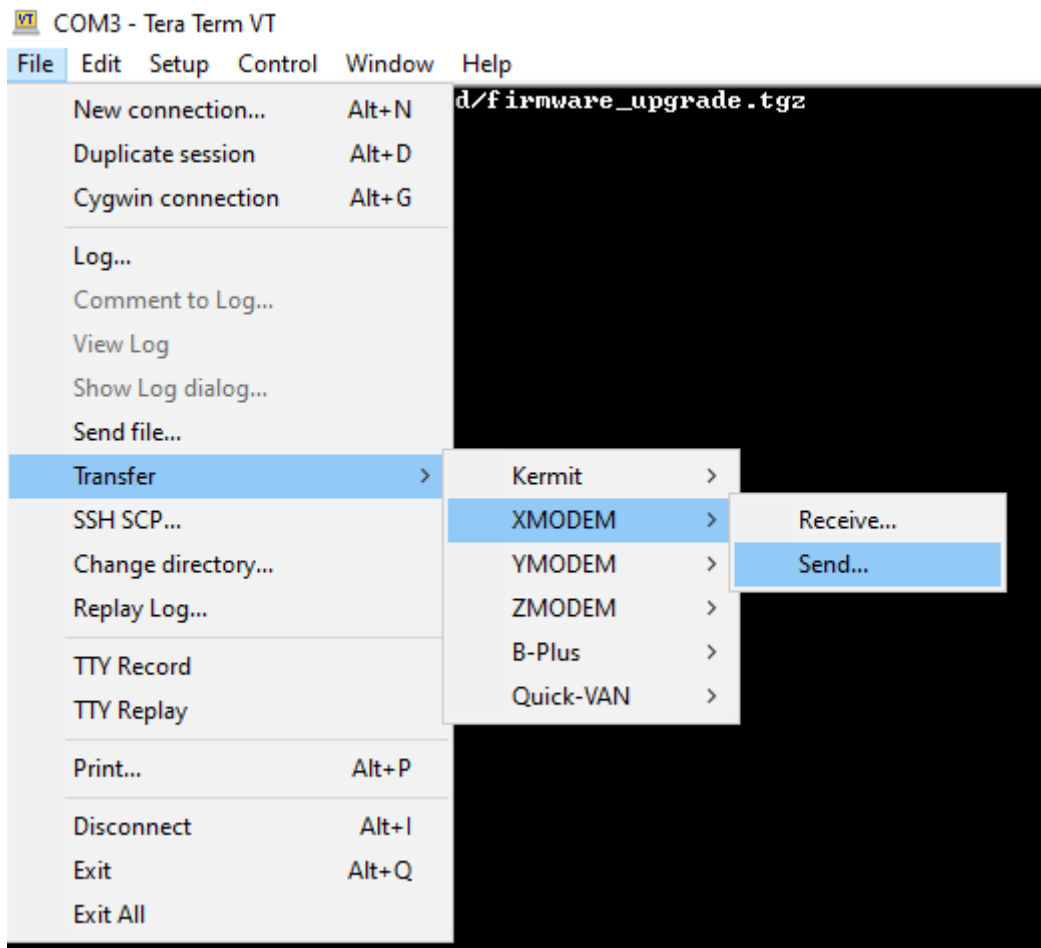 COM3 - Tera Term VT
File Edit Setup Control Window Help
d/firmware_upgrade.tgz
New connection... Alt+N
Duplicate session Alt+D
Cygwin connection Alt+G
Log...
Comment to Log...
View Log
Show Log dialog...
Send file...
Transfer >
SSH SCP...
Change directory...
Replay Log...
TTY Record
TTY Replay
Print... Alt+P
Disconnect Alt+I
Exit Alt+Q
Exit All
Kermit >
XMODEM >
YMODEM >
ZMODEM >
B-Plus >
Quick-VAN >
Receive...
Send...